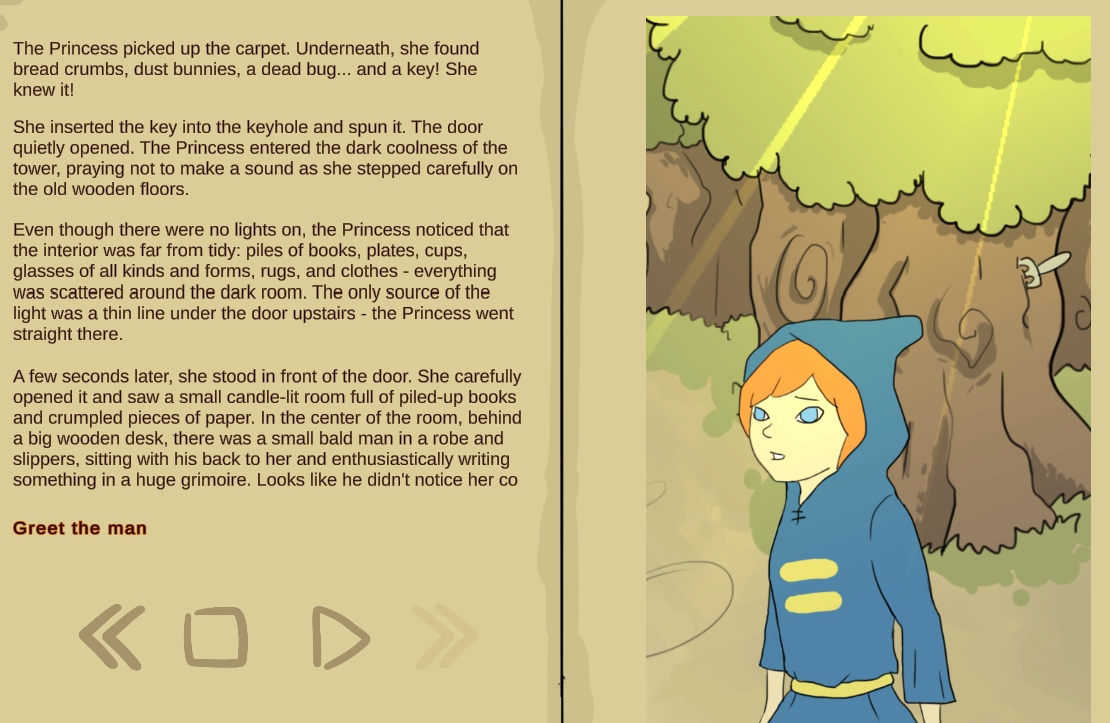 The Princess picked up the carpet. Underneath, she found
bread crumbs, dust bunnies, a dead bug... and a key! She
knew it!
She inserted the key into the keyhole and spun it. The door
quietly opened. The Princess entered the dark coolness of the
tower, praying not to make a sound as she stepped carefully on
the old wooden floors.
Even though there were no lights on, the Princess noticed that
the interior was far from tidy: piles of books, plates, cups,
glasses of all kinds and forms, rugs, and clothes - everything
was scattered around the dark room. The only source of the
light was a thin line under the door upstairs - the Princess went
straight there.
A few seconds later, she stood in front of the door. She carefully
opened it and saw a small candle-lit room full of piled-up books
and crumpled pieces of paper. In the center of the room, behind
a big wooden desk, there was a small bald man in a robe and
slippers, sitting with his back to her and enthusiastically writing
something in a huge grimoire. Looks like he didn't notice her co
Greet the man